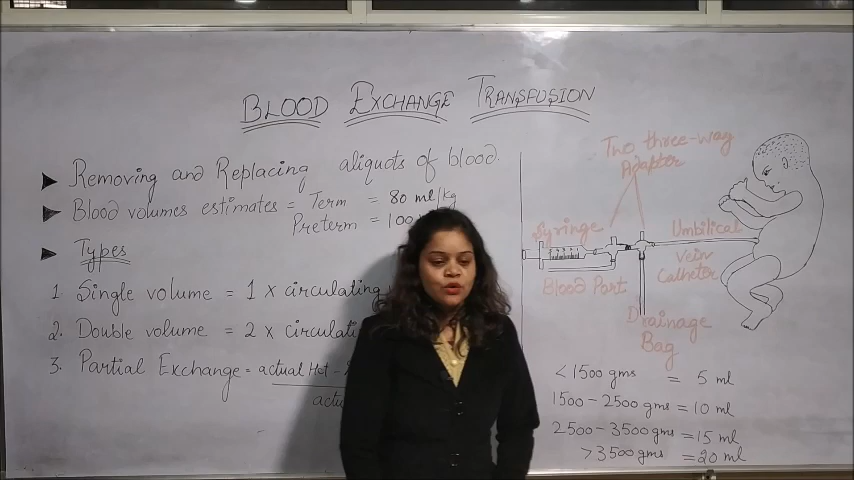 BLOOD EXCHANGE TRANSFUSION
Removing and Replacing aliquots of blood.
Blood volumes estimates = Term = 80 ml/kg
Preterm = 100
Types
1. Single volume = 1 x circulating
2. Double volume = 2 x
3. Partial Exchange = actual Hct -
Two three-way
Adapter
Syringe
Umbilical
vein
Catheter
Blood Port
Drainage
Bag
< 1500 gms = 5 ml
1500 - 2500 gms = 10 ml
2500 - 3500 gms = 15 ml
> 3500 gms = 20 ml